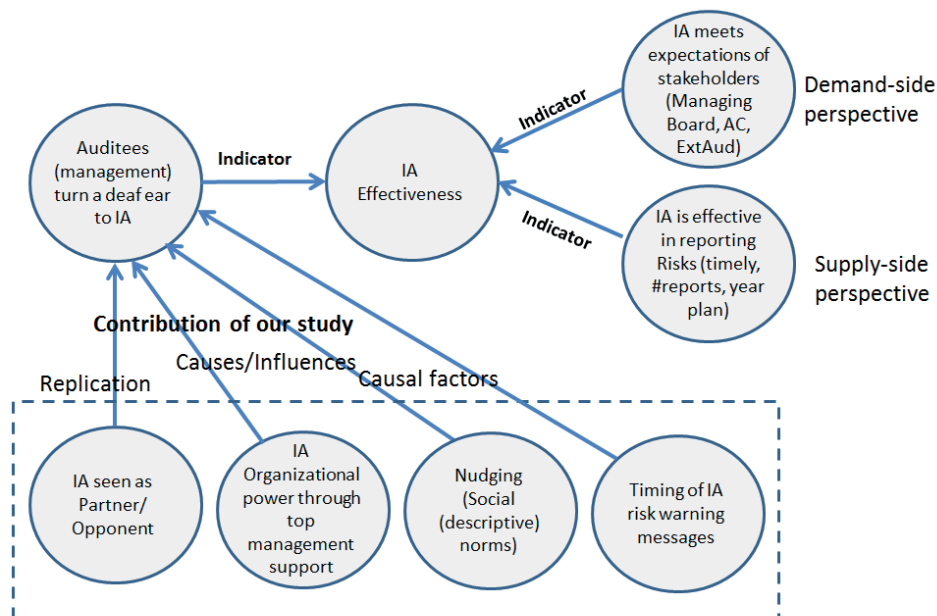 IA meets
expectations of
stakeholders
(Managing
Board, AC,
ExtAud)
Demand-side
perspective
Indicator
Auditees
(management)
turn a deaf ear
to IA
Indicator
IA
Effectiveness
Indicator
IA is effective
in reporting
Risks (timely,
#reports, year
plan)
Supply-side
perspective
Contribution of our study
Causes/Influences
Replication
Causal factors
IA seen as
Partner/
Opponent
IA
Organizational
power through
top
management
support
Nudging
(Social
(descriptive)
norms)
Timing of IA
risk warning
messages